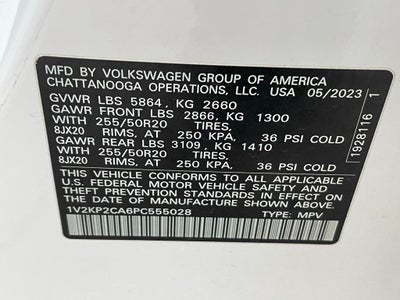 MFD BY VOLKSWAGEN GROUP OF AMERICA
CHATTANOOGA OPERATIONS, LLC. USA 05/2023
GVWR LBS 5864, KG 2660
GAWR FRONT LBS 2866, KG 1300
WITH 255/50R20 TIRES,
8JX20 RIMS, AT 250 KPA. 36 PSI COLD
GAWR REAR LBS 3109, KG 1410
WITH 255/50R20 TIRES,
8JX20 RIMS, AT 250 KPA. 36 PSI COLD
THIS VEHICLE CONFORMS TO ALL APPLICABLE
U.S. FEDERAL MOTOR VEHICLE SAFETY AND
THEFT PREVENTION STANDARDS IN EFFECT ON
THE DATE OF MANUFACTURE SHOWN ABOVE.
1V2KP2CA6PC555028 TYPE: MPV
1928116 1